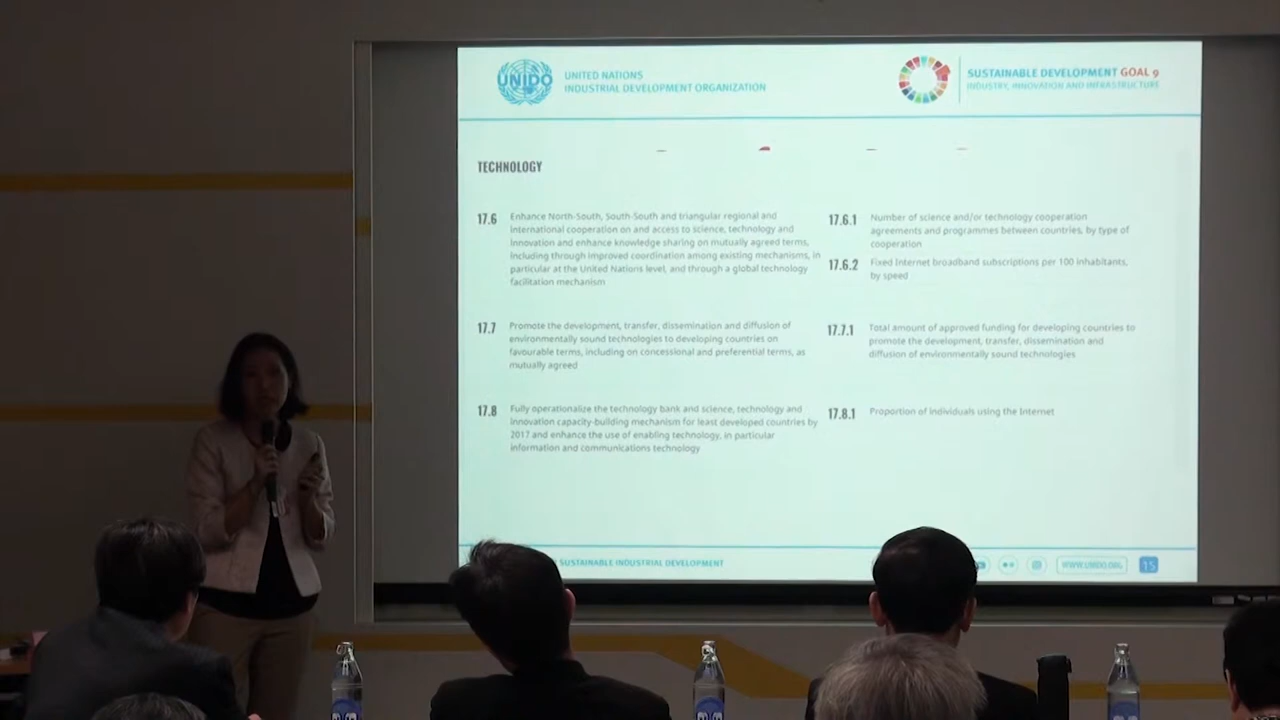 UNIDO
UNITED NATIONS
INDUSTRIAL DEVELOPMENT ORGANIZATION
SUSTAINABLE DEVELOPMENT GOAL 9
INDUSTRY, INNOVATION AND INFRASTRUCTURE
TECHNOLOGY
17.6 Enhance North-South, South-South and triangular regional and
international cooperation on and access to science, technology and
innovation and enhance knowledge sharing on mutually agreed terms,
including through improved coordination among existing mechanisms, in
particular at the United Nations level, and through a global technology
facilitation mechanism
17.6.1 Number of science and/or technology cooperation
agreements and programmes between countries, by type of
cooperation
17.6.2 Fixed Internet broadband subscriptions per 100 inhabitants,
by speed
17.7 Promote the development, transfer, dissemination and diffusion of
environmentally sound technologies to developing countries on
favourable terms, including on concessional and preferential terms, as
mutually agreed
17.7.1 Total amount of approved funding for developing countries to
promote the development, transfer, dissemination and
diffusion of environmentally sound technologies
17.8 Fully operationalize the technology bank and science, technology and
innovation capacity-building mechanism for least developed countries by
2017 and enhance the use of enabling technology, in particular
information and communications technology
17.8.1 Proportion of individuals using the Internet
SUSTAINABLE INDUSTRIAL DEVELOPMENT
WWW.UNIDO.ORG
15